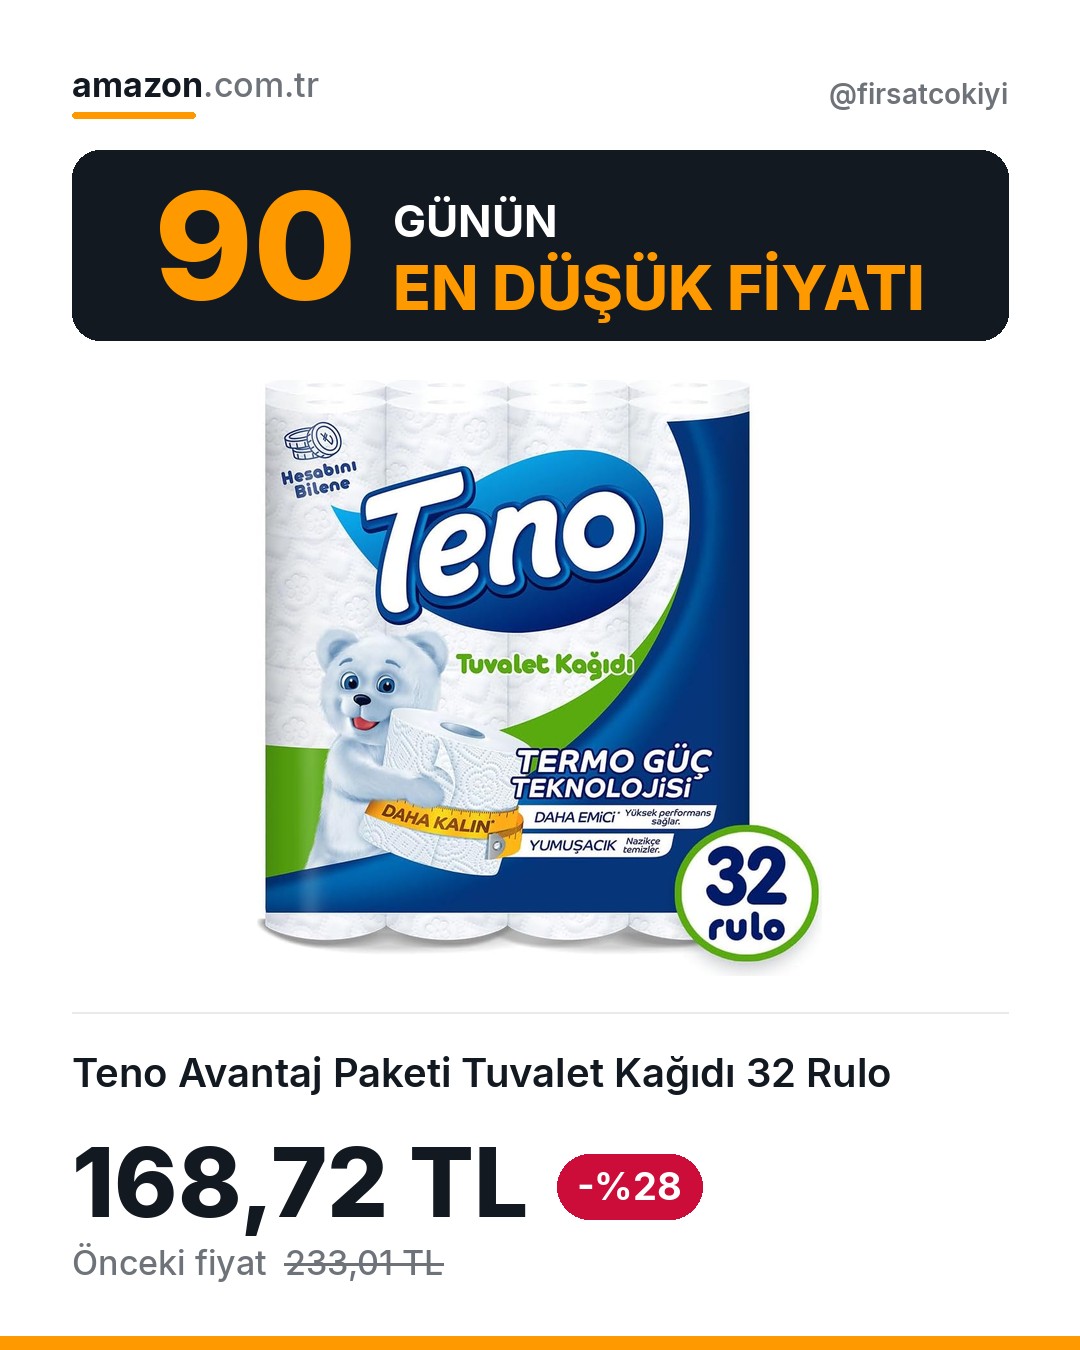 amazon.com.tr
@firsatcokiyi
90 GÜNÜN
EN DÜŞÜK FİYATI
Hesabını
Bilene
Teno
Tuvalet Kağıdı
TERMO GÜÇ
TEKNOLOJİSİ
DAHA EMİCİ* Yüksek performans sağlar.
DAHA KALIN*
YUMUŞACIK Nazikçe temizler.
32
rulo
Teno Avantaj Paketi Tuvalet Kağıdı 32 Rulo
168,72 TL -%28
Önceki fiyat 233,01 TL